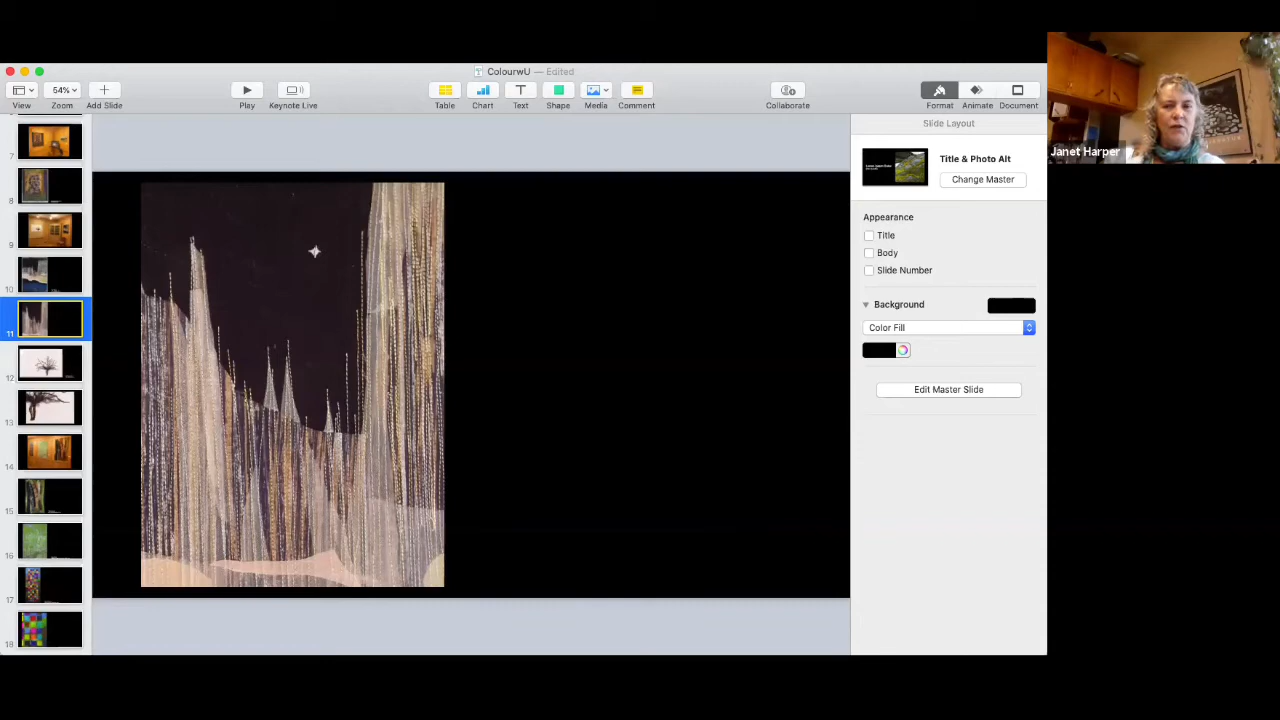 ColourwU — Edited
View
54%
Zoom
Add Slide
Play
Keynote Live
Table
Chart
Text
Shape
Media
Comment
Collaborate
Format
Animate
Document
Slide Layout
Title & Photo Alt
Change Master
Appearance
Title
Body
Slide Number
Background
Color Fill
Edit Master Slide
7
8
9
10
11
12
13
14
15
16
17
18
Janet Harper